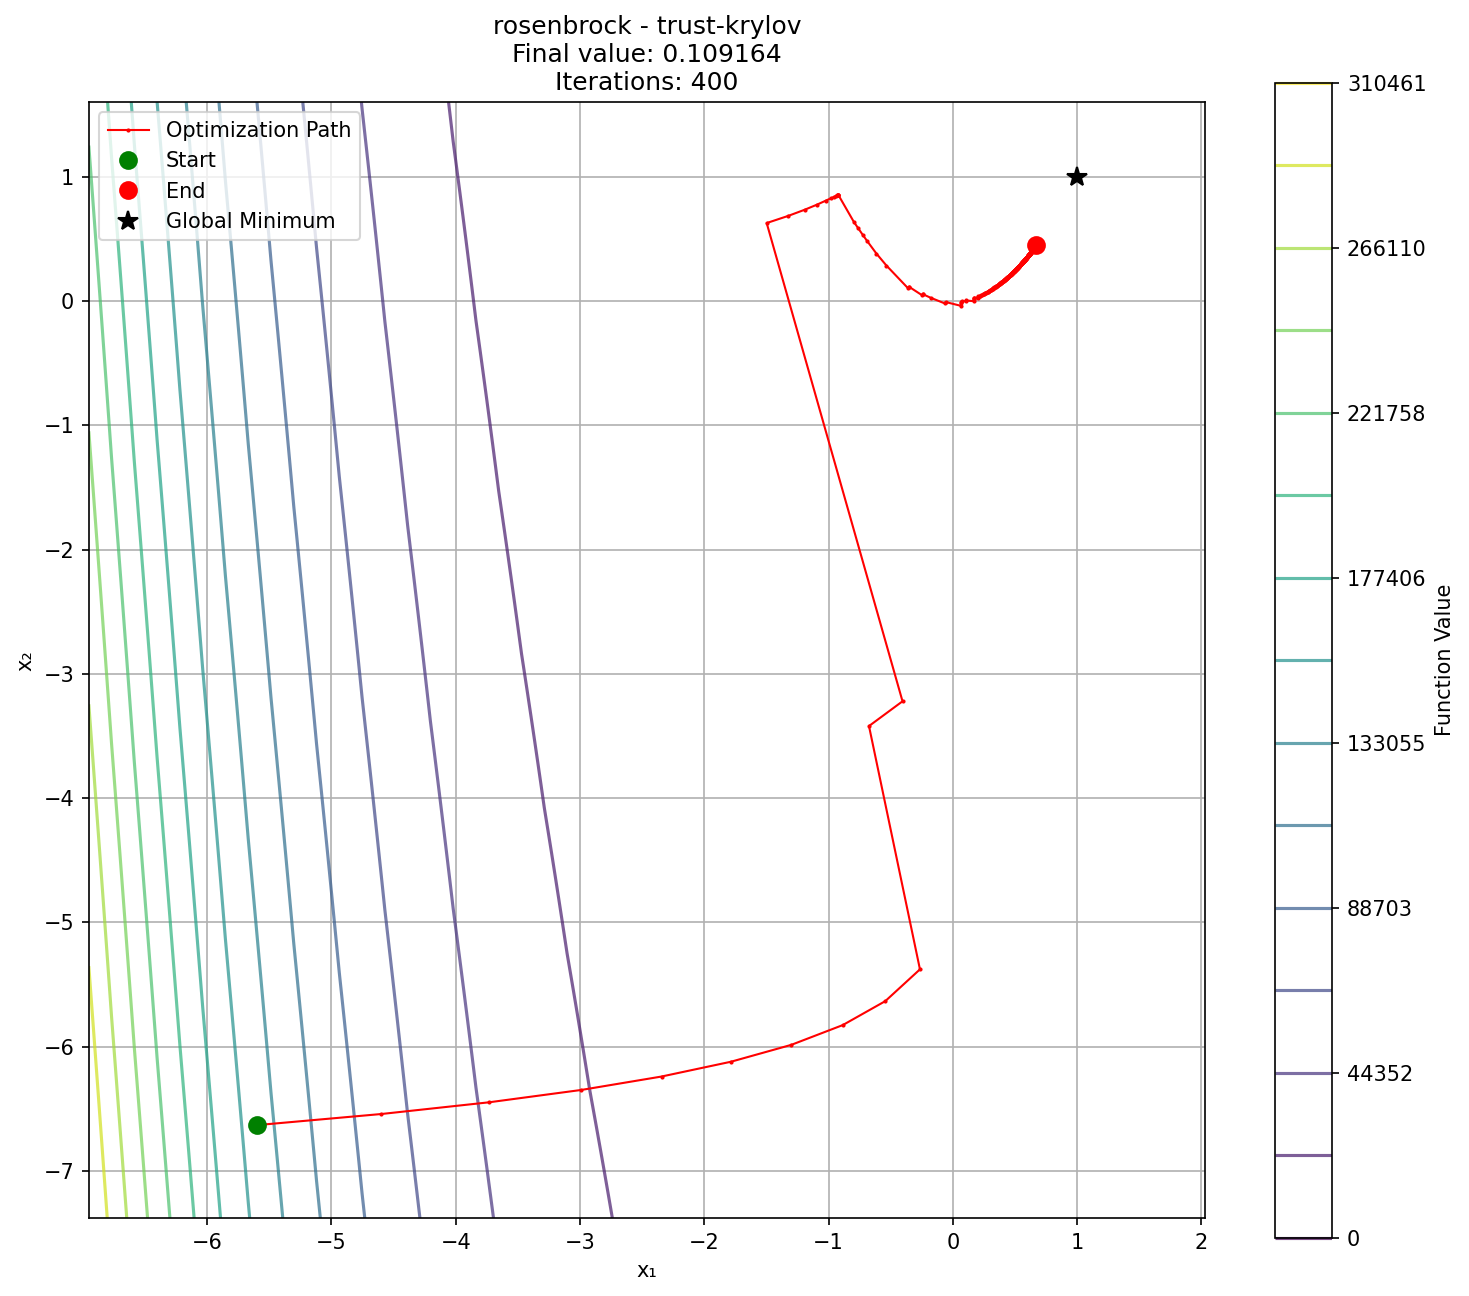 rosenbrock - trust-krylov
Final value: 0.109164
Iterations: 400
Optimization Path
Start
End
Global Minimum
1
0
−1
−2
−3
−4
−5
−6
−7
x₂
−6
−5
−4
−3
−2
−1
0
1
2
x₁
310461
266110
221758
177406
133055
88703
44352
0
Function Value